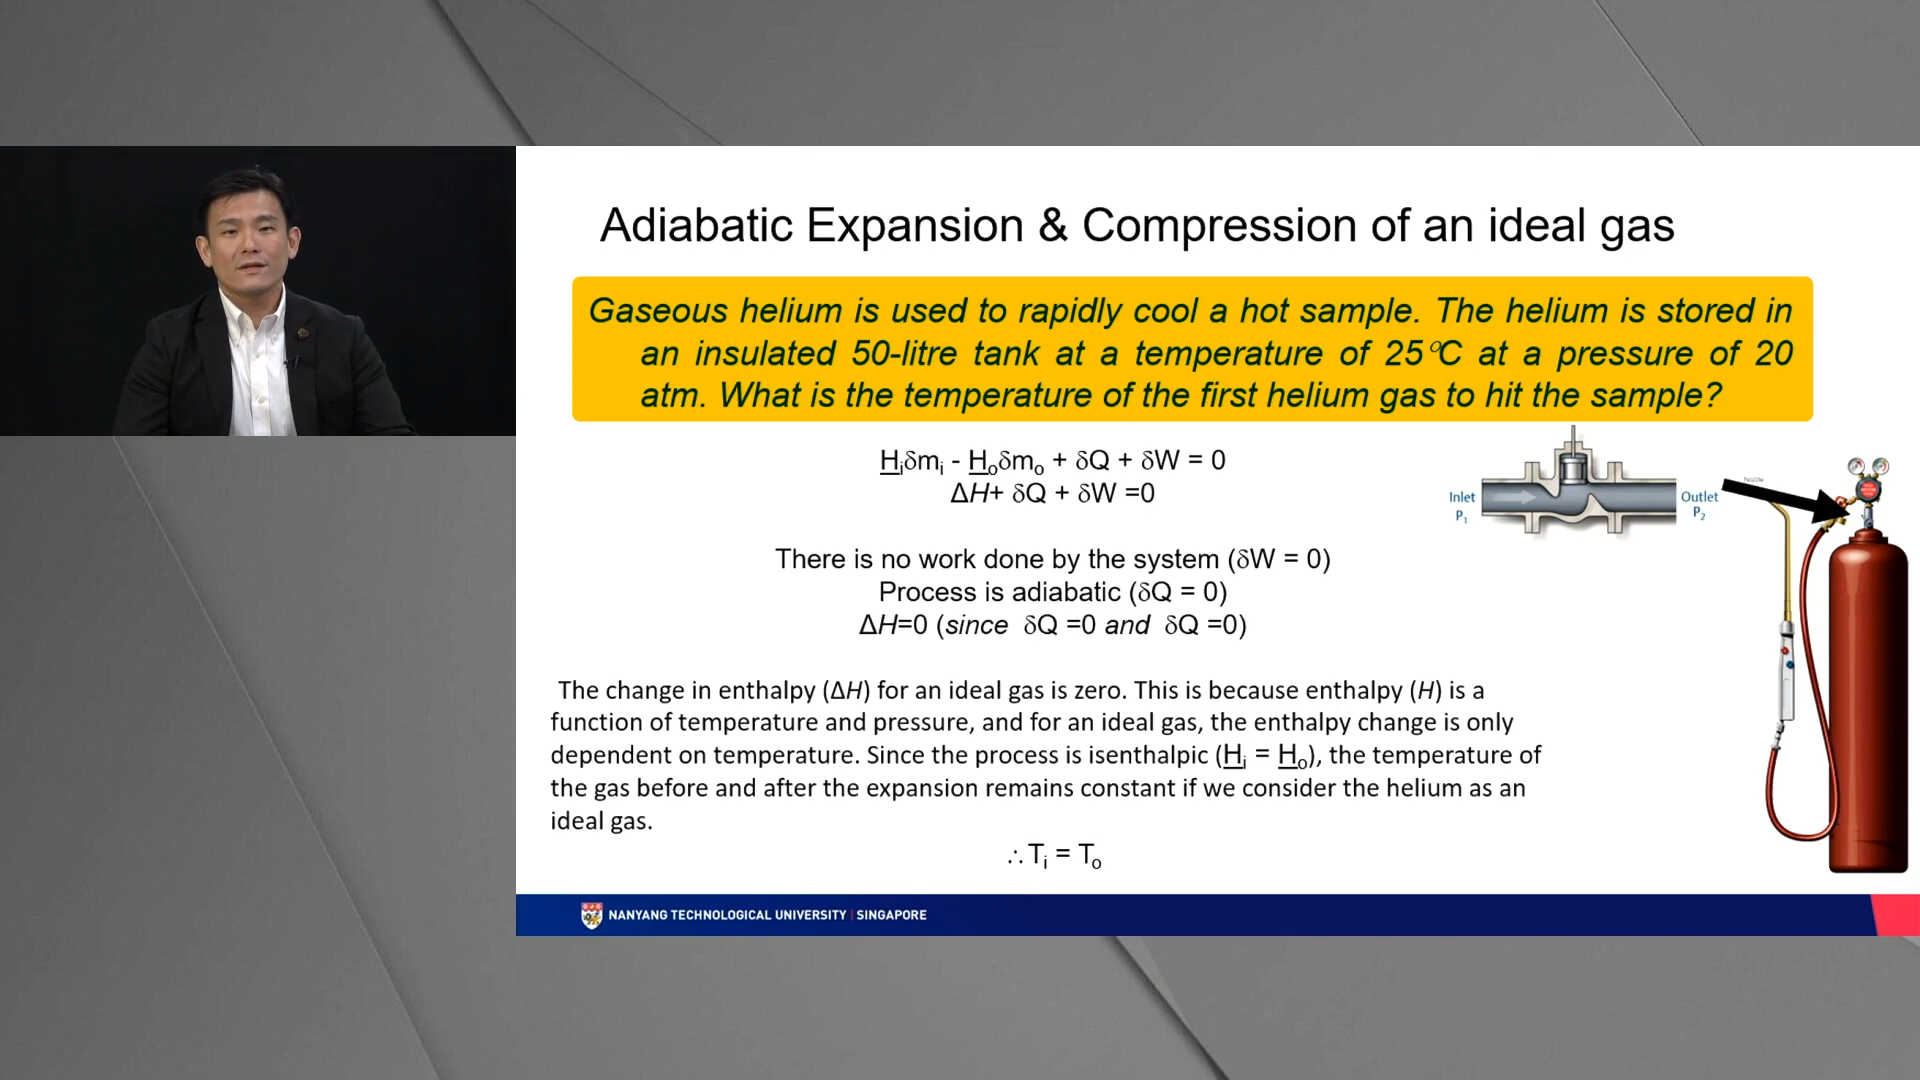 Adiabatic Expansion & Compression of an ideal gas
Gaseous helium is used to rapidly cool a hot sample. The helium is stored in
an insulated 50-litre tank at a temperature of 25°C at a pressure of 20
atm. What is the temperature of the first helium gas to hit the sample?
H̲ᵢδmᵢ - H̲ₒδmₒ + δQ + δW = 0
ΔH+ δQ + δW =0
Inlet
P₁
Outlet
P₂
There is no work done by the system (δW = 0)
Process is adiabatic (δQ = 0)
ΔH=0 (since δQ =0 and δQ =0)
The change in enthalpy (ΔH) for an ideal gas is zero. This is because enthalpy (H) is a
function of temperature and pressure, and for an ideal gas, the enthalpy change is only
dependent on temperature. Since the process is isenthalpic (H̲ᵢ = H̲ₒ), the temperature of
the gas before and after the expansion remains constant if we consider the helium as an
ideal gas.
∴Tᵢ = Tₒ
NANYANG TECHNOLOGICAL UNIVERSITY | SINGAPORE